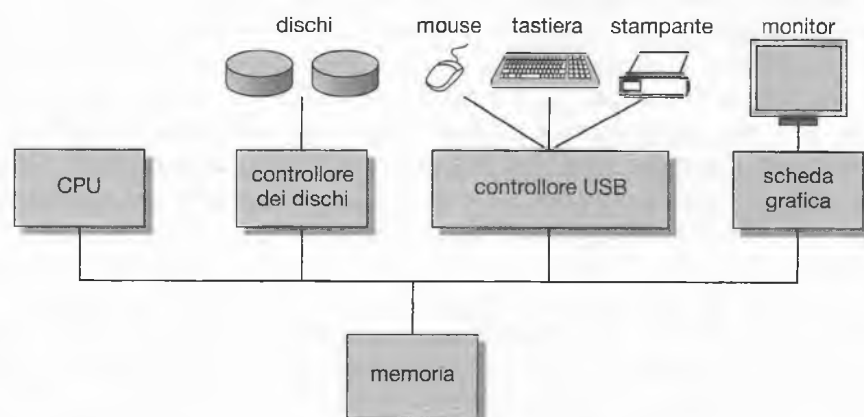 dischi
mouse
tastiera
stampante
monitor
CPU
controllore
dei dischi
controllore USB
scheda
grafica
memoria